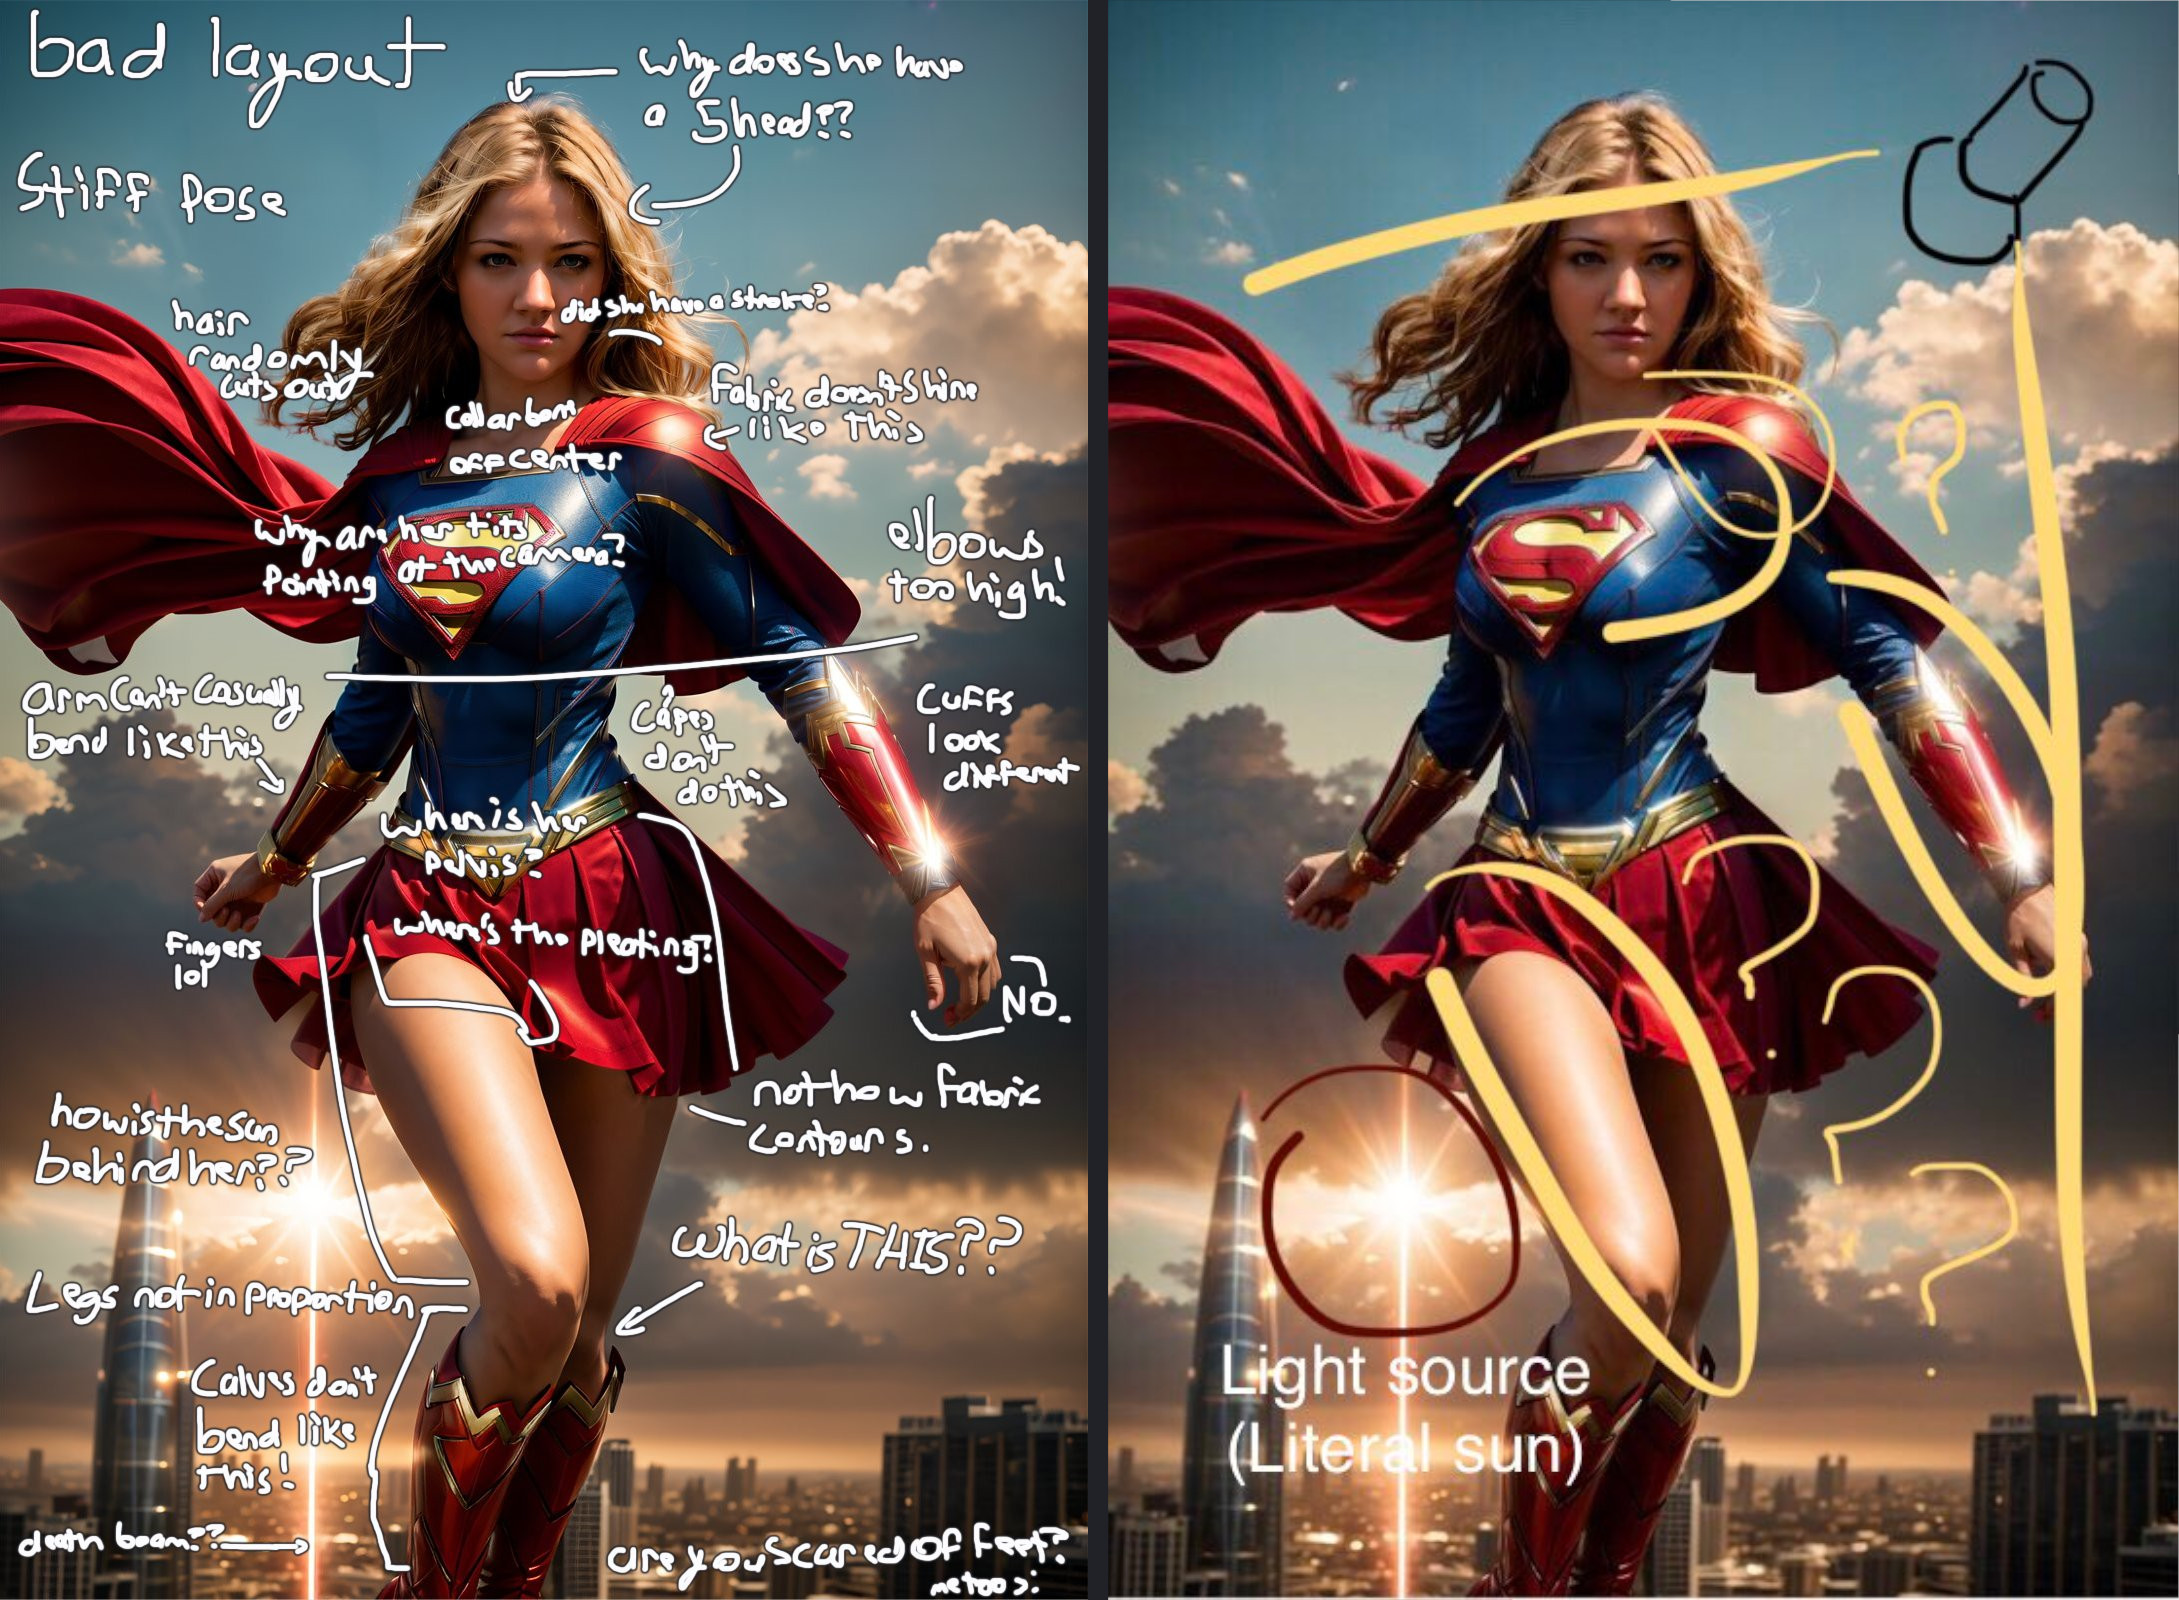 bad layout
why does she have
a 5head??
Stiff pose
did she have a stroke?
hair
randomly
cuts out
Fabric doesn't shine
like this
Collarbone
off center
why are her tits
pointing at the camera?
elbows
too high!
arm can't casually
bend like this
Capes
don't
do this
Cuffs
look
different
where is her
pelvis?
where's the pleating?
Fingers
lol
NO.
not how fabric
contours.
how is the sun
behind her??
what is THIS??
Legs not in proportion
Calves don't
bend like
this!
death beam??
are you scared of feet?
me too :
?
?
?
?
Light source
(Literal sun)